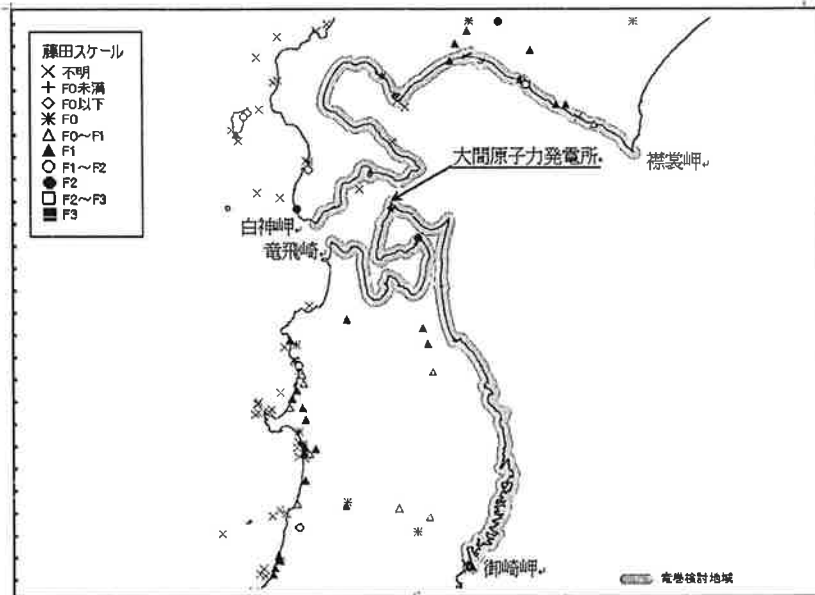 藤田スケール
× 不明
+ F0未満
◇ F0以下
F0
△ F0～F1
▲ F1
○ F1～F2
● F2
□ F2～F3
■ F3
大間原子力発電所
襟裳岬
白神岬
竜飛崎
御崎岬
竜巻検討地域